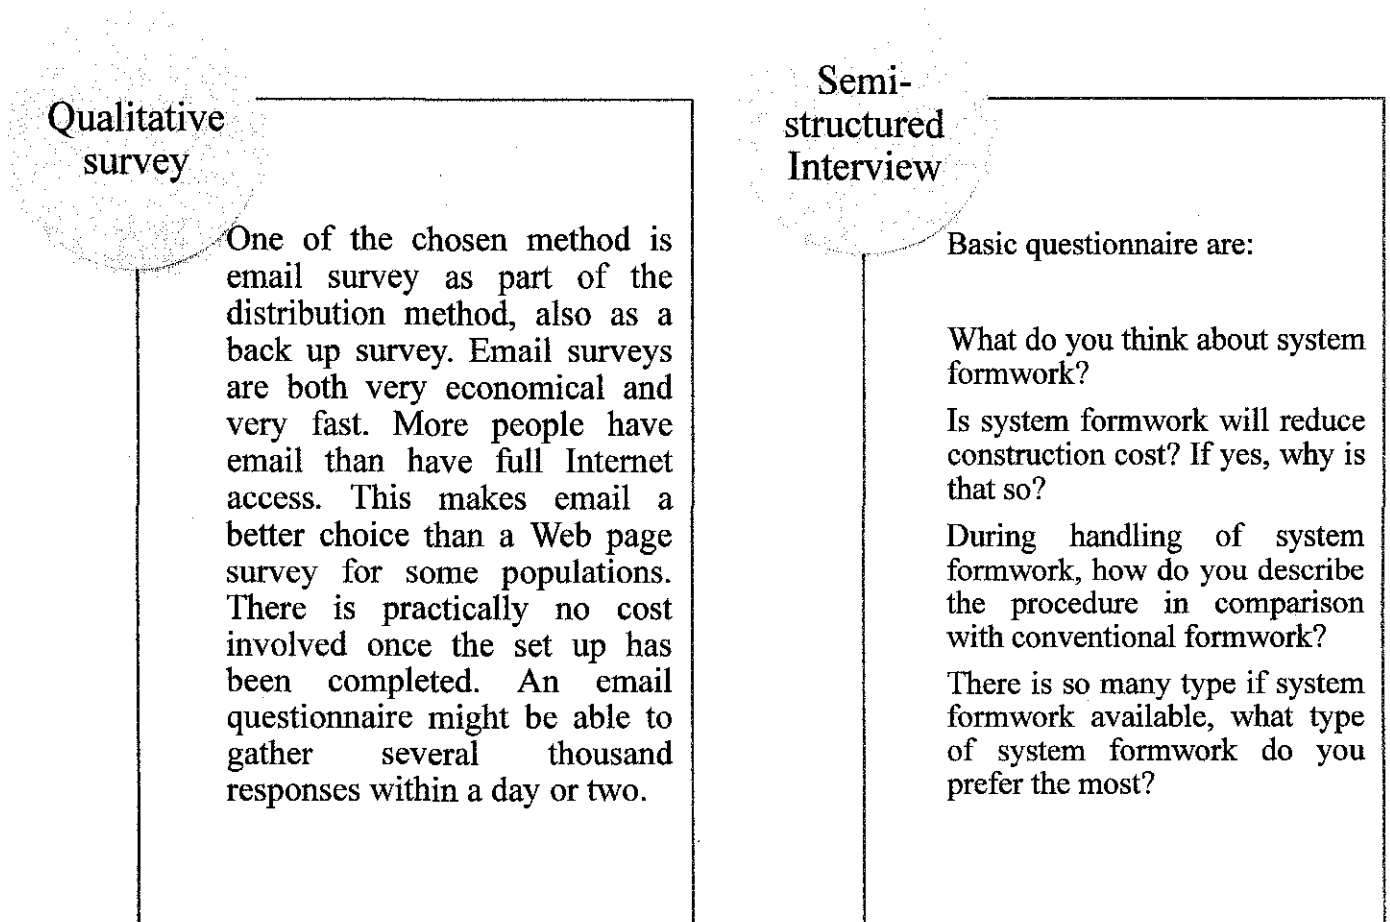 Qualitative
survey
One of the chosen method is
email survey as part of the
distribution method, also as a
back up survey. Email surveys
are both very economical and
very fast. More people have
email than have full Internet
access. This makes email a
better choice than a Web page
survey for some populations.
There is practically no cost
involved once the set up has
been completed. An email
questionnaire might be able to
gather several thousand
responses within a day or two.
Semi-
structured
Interview
Basic questionnaire are:
What do you think about system
formwork?
Is system formwork will reduce
construction cost? If yes, why is
that so?
During handling of system
formwork, how do you describe
the procedure in comparison
with conventional formwork?
There is so many type if system
formwork available, what type
of system formwork do you
prefer the most?